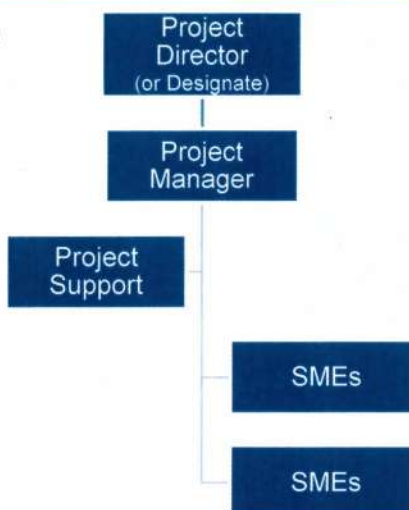 Project
Director
(or Designate)
Project
Manager
Project
Support
SMEs
SMEs